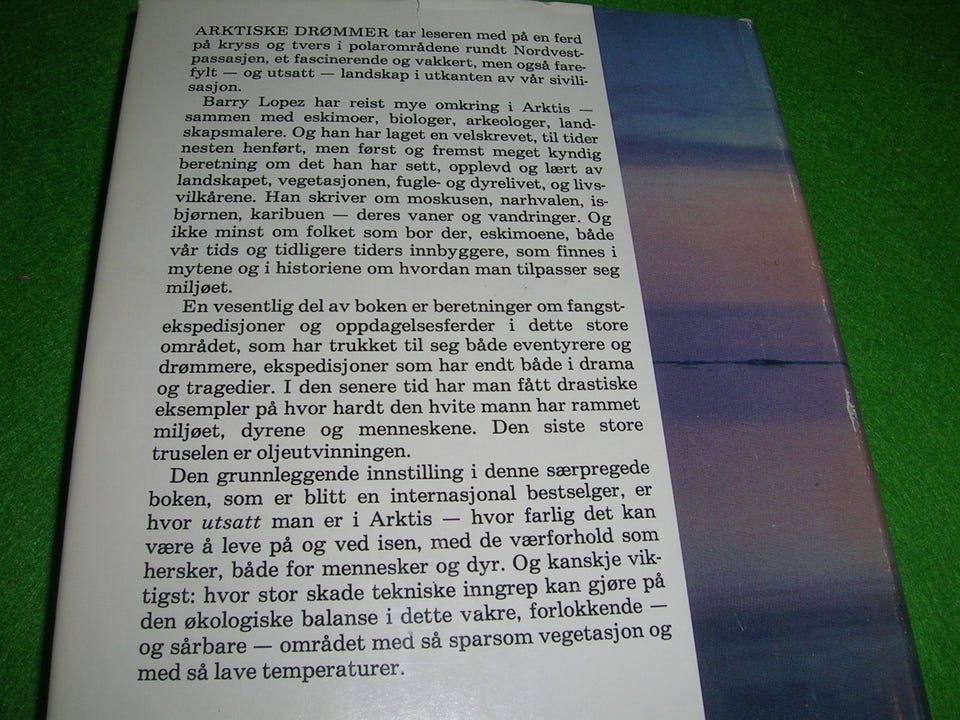 ARKTISKE DRØMMER tar leseren med på en ferd
på kryss og tvers i polarområdene rundt Nordvest-
passasjen, et fascinerende og vakkert, men også fare-
fylt — og utsatt — landskap i utkanten av vår sivili-
sasjon.
Barry Lopez har reist mye omkring i Arktis —
sammen med eskimoer, biologer, arkeologer, land-
skapsmalere. Og han har laget en velskrevet, til tider
nesten henført, men først og fremst meget kyndig
beretning om det han har sett, opplevd og lært av
landskapet, vegetasjonen, fugle- og dyrelivet, og livs-
vilkårene. Han skriver om moskusen, narhvalen, is-
bjørnen, karibuen — deres vaner og vandringer. Og
ikke minst om folket som bor der, eskimoene, både
vår tids og tidligere tiders innbyggere, som finnes i
mytene og i historiene om hvordan man tilpasser seg
miljøet.
En vesentlig del av boken er beretninger om fangst-
ekspedisjoner og oppdagelsesferder i dette store
området, som har trukket til seg både eventyrere og
drømmere, ekspedisjoner som har endt både i drama
og tragedier. I den senere tid har man fått drastiske
eksempler på hvor hardt den hvite mann har rammet
miljøet, dyrene og menneskene. Den siste store
truselen er oljeutvinningen.
Den grunnleggende innstilling i denne særpregede
boken, som er blitt en internasjonal bestselger, er
hvor utsatt man er i Arktis — hvor farlig det kan
være å leve på og ved isen, med de værforhold som
hersker, både for mennesker og dyr. Og kanskje vik-
tigst: hvor stor skade tekniske inngrep kan gjøre på
den økologiske balanse i dette vakre, forlokkende —
og sårbare — området med så sparsom vegetasjon og
med så lave temperaturer.